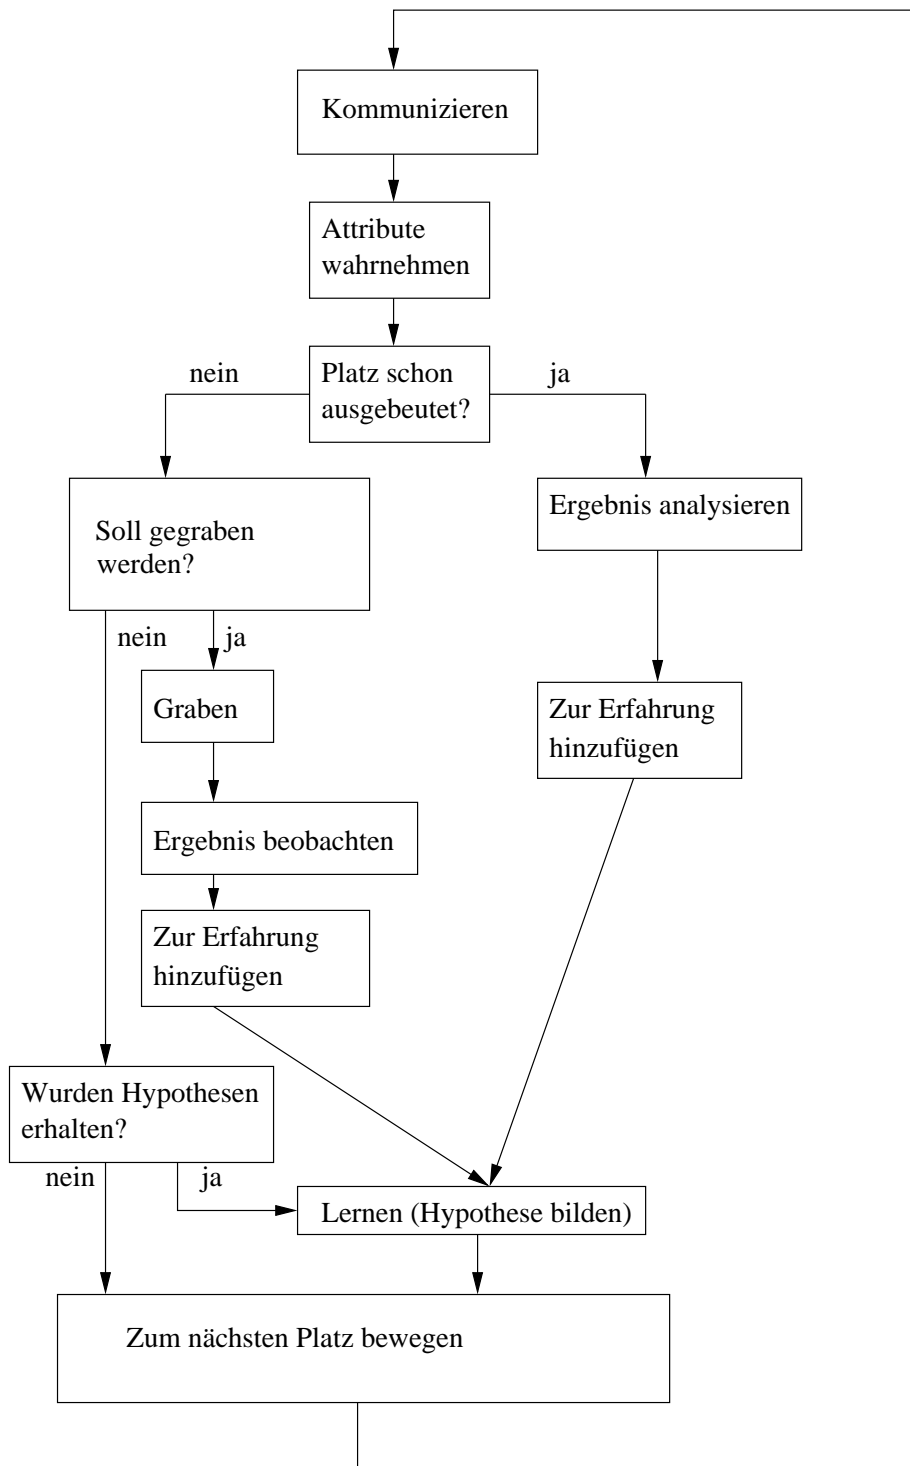 Kommunizieren
Attribute
wahrnehmen
nein
Platz schon
ausgebeutet?
ja
Soll gegraben
werden?
Ergebnis analysieren
nein
ja
Graben
Zur Erfahrung
hinzufügen
Ergebnis beobachten
Zur Erfahrung
hinzufügen
Wurden Hypothesen
erhalten?
nein
ja
Lernen (Hypothese bilden)
Zum nächsten Platz bewegen